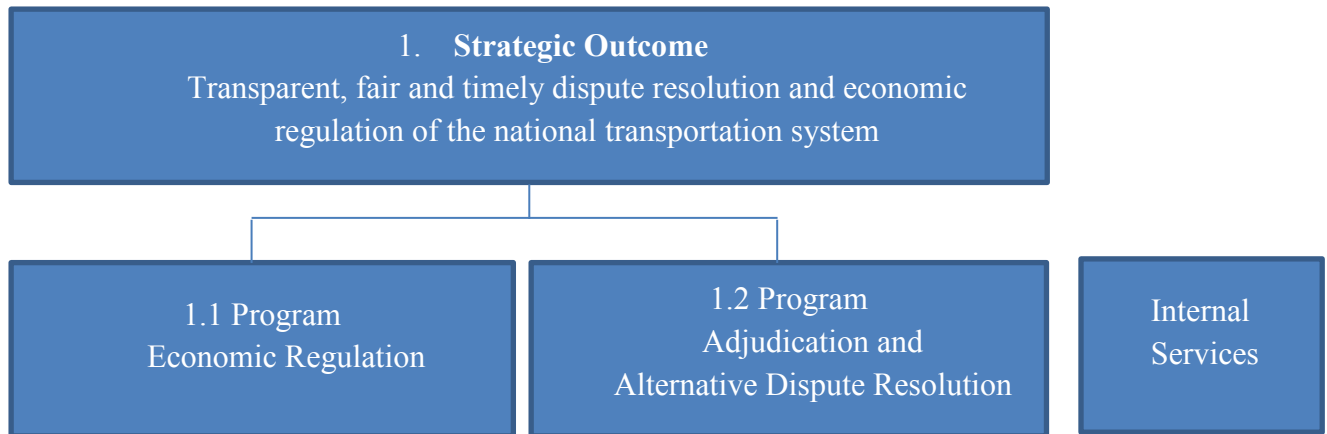 1. Strategic Outcome
Transparent, fair and timely dispute resolution and economic
regulation of the national transportation system
1.1 Program
Economic Regulation
1.2 Program
Adjudication and
Alternative Dispute Resolution
Internal
Services